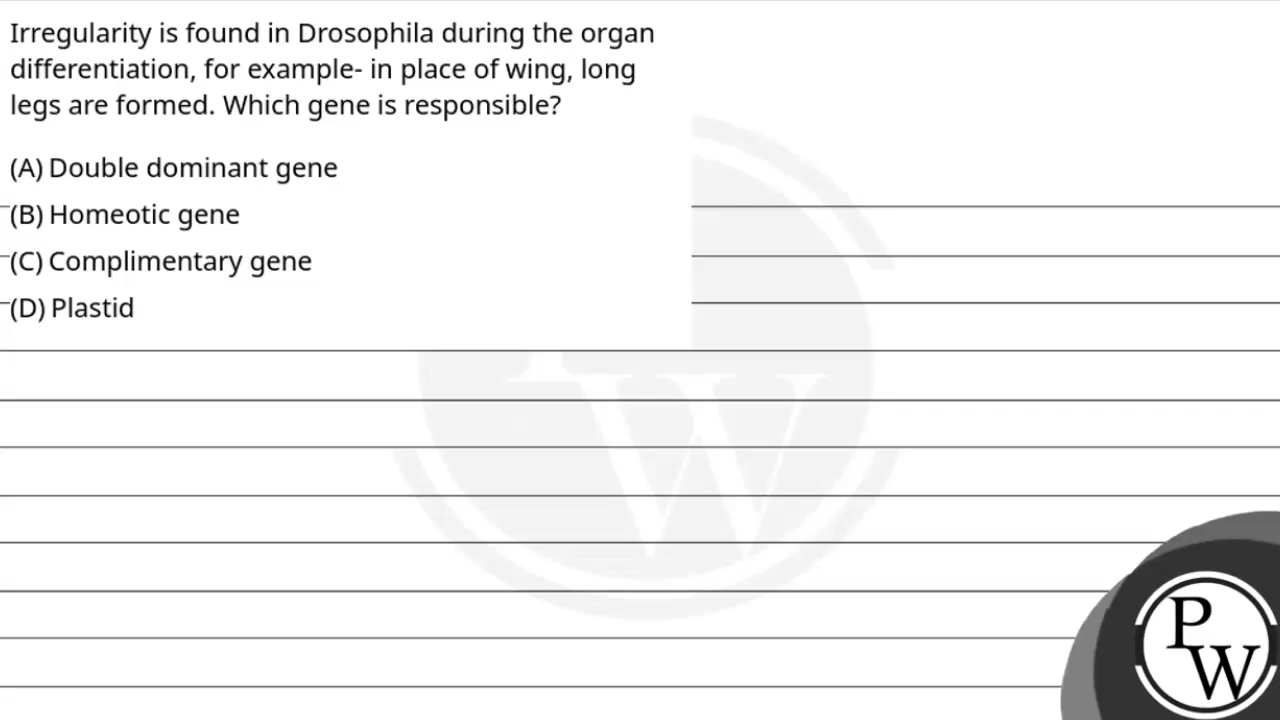 Irregularity is found in Drosophila during the organ
differentiation, for example- in place of wing, long
legs are formed. Which gene is responsible?
(A) Double dominant gene
(B) Homeotic gene
(C) Complimentary gene
(D) Plastid
P
W